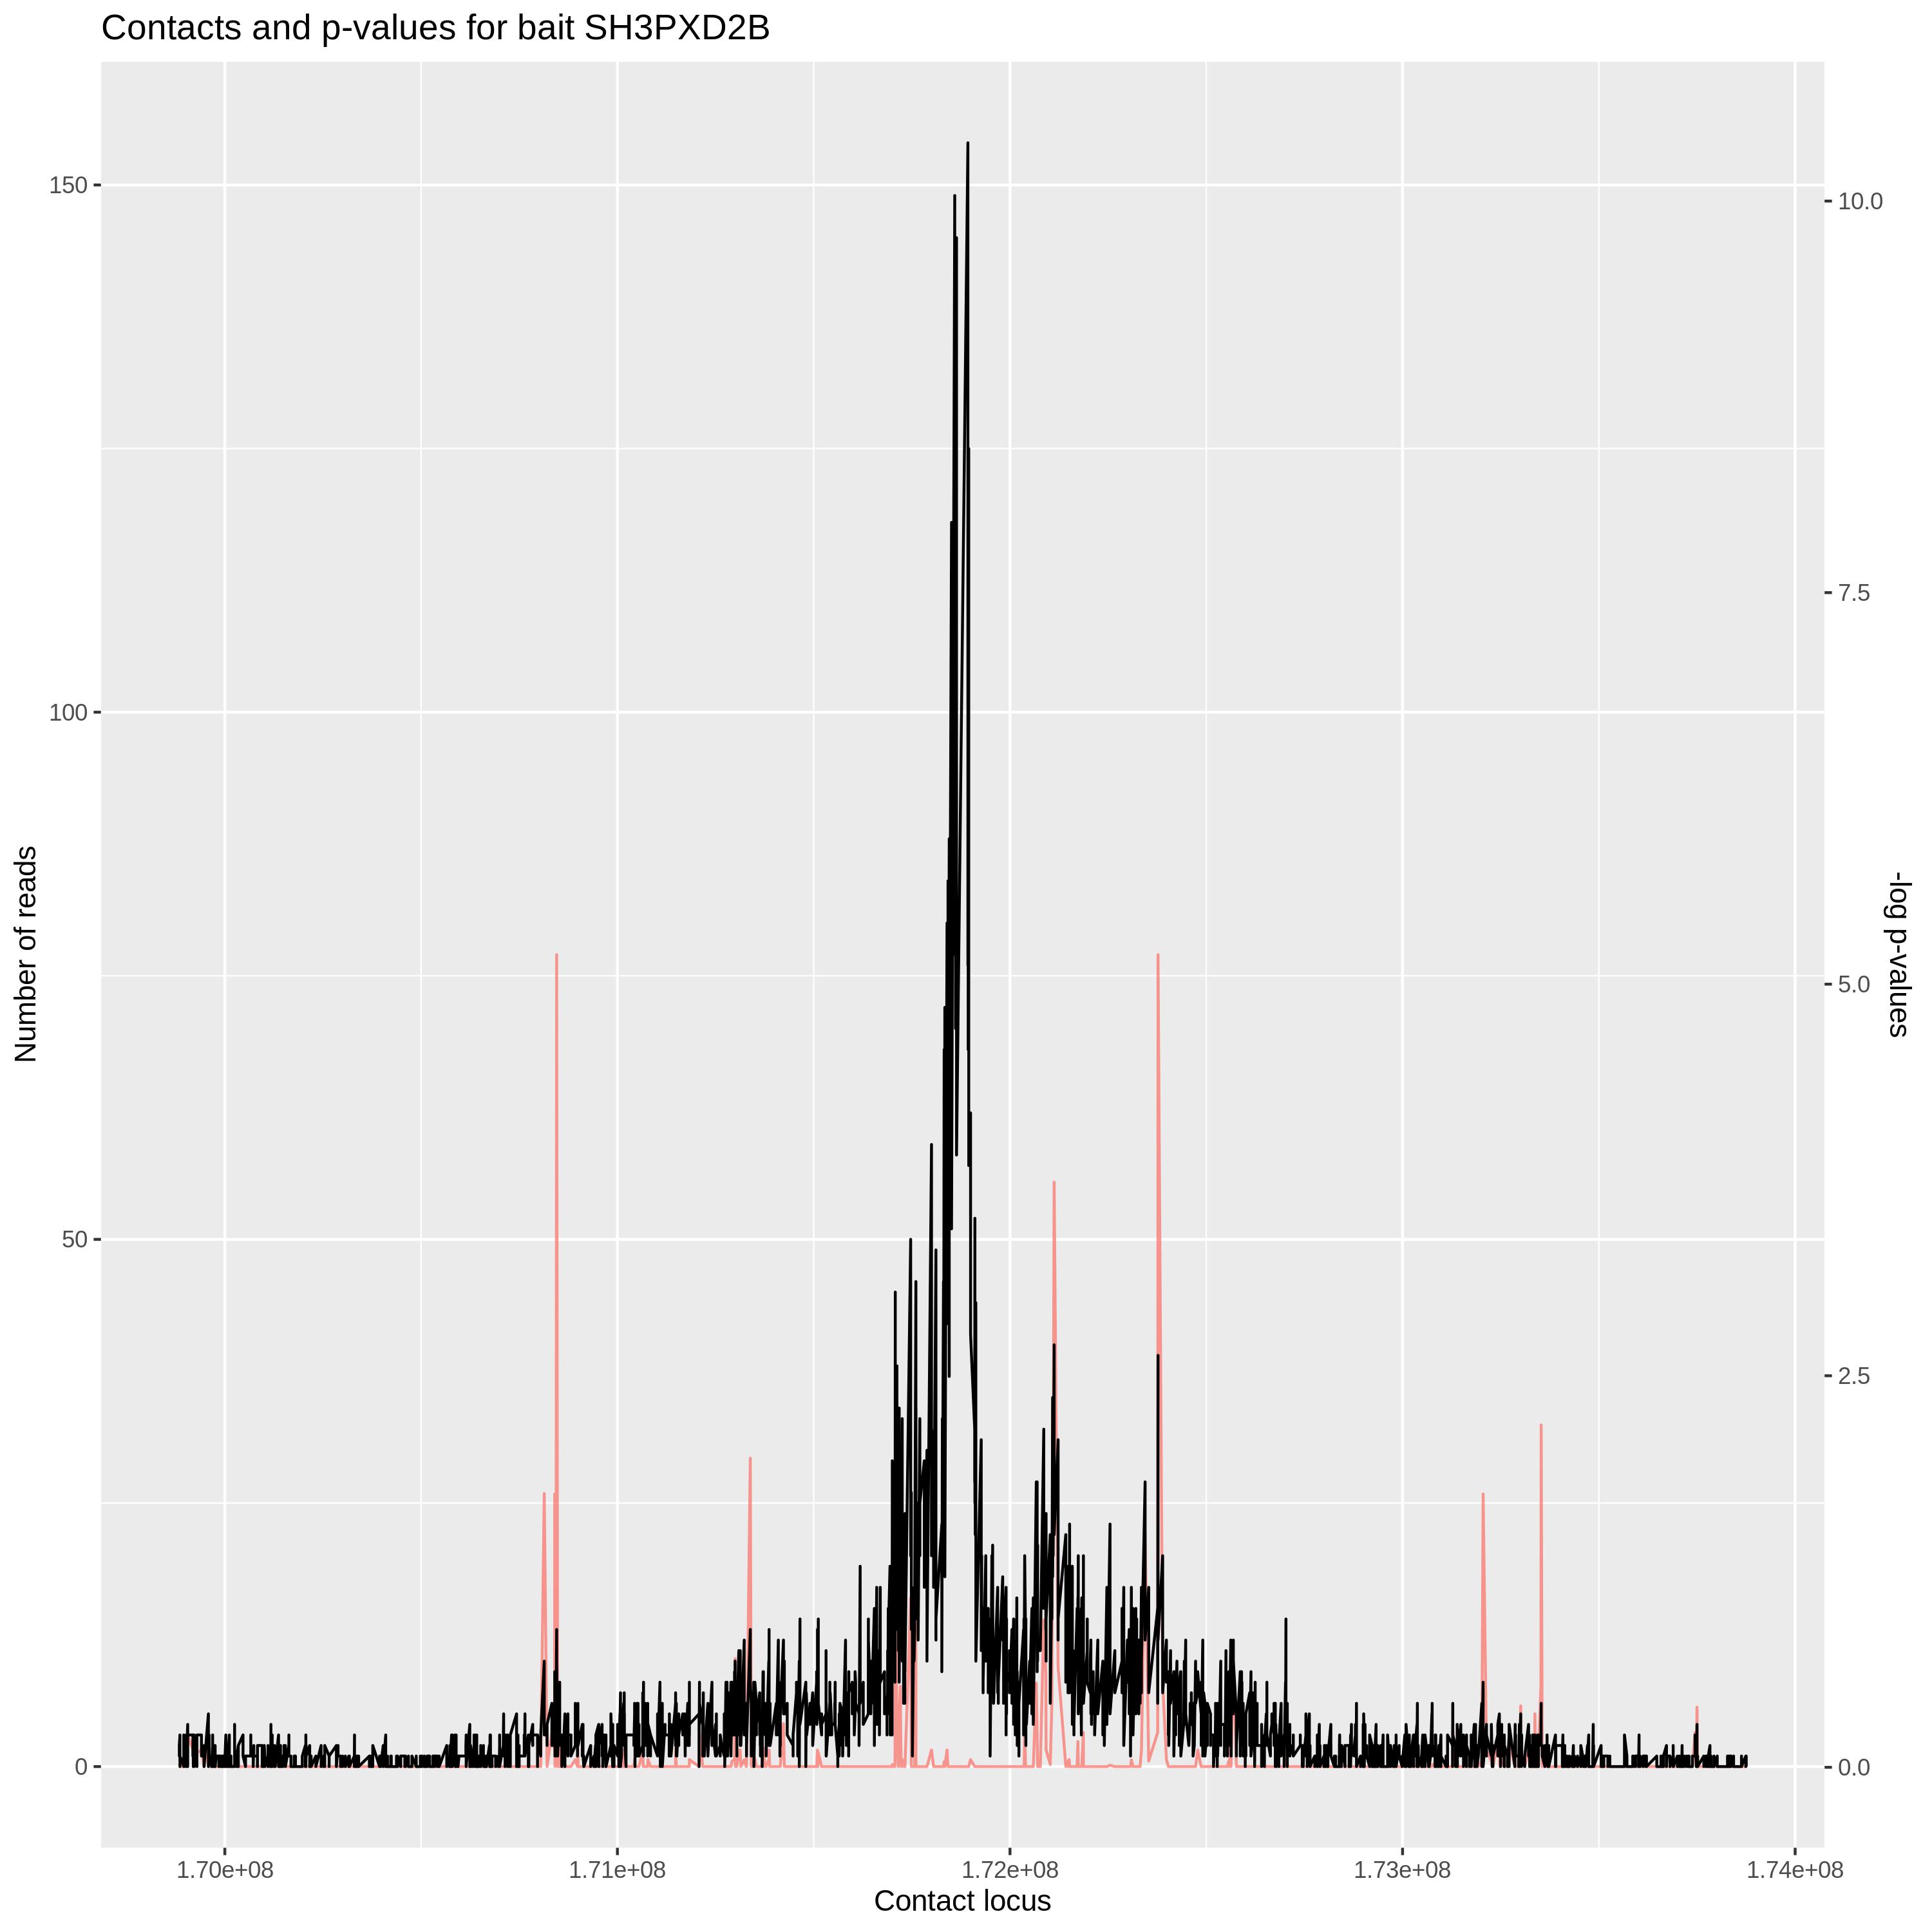 Contacts and p-values for bait SH3PXD2B
150
100
50
0
Number of reads
10.0
7.5
5.0
2.5
0.0
-log p-values
1.70e+08
1.71e+08
1.72e+08
1.73e+08
1.74e+08
Contact locus